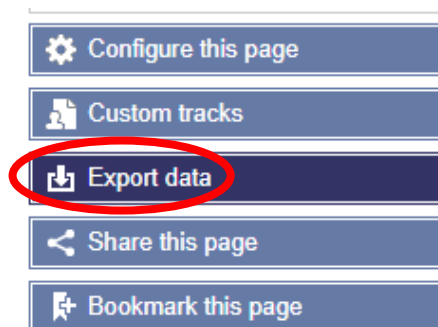 Configure this page
Custom tracks
Export data
Share this page
Bookmark this page